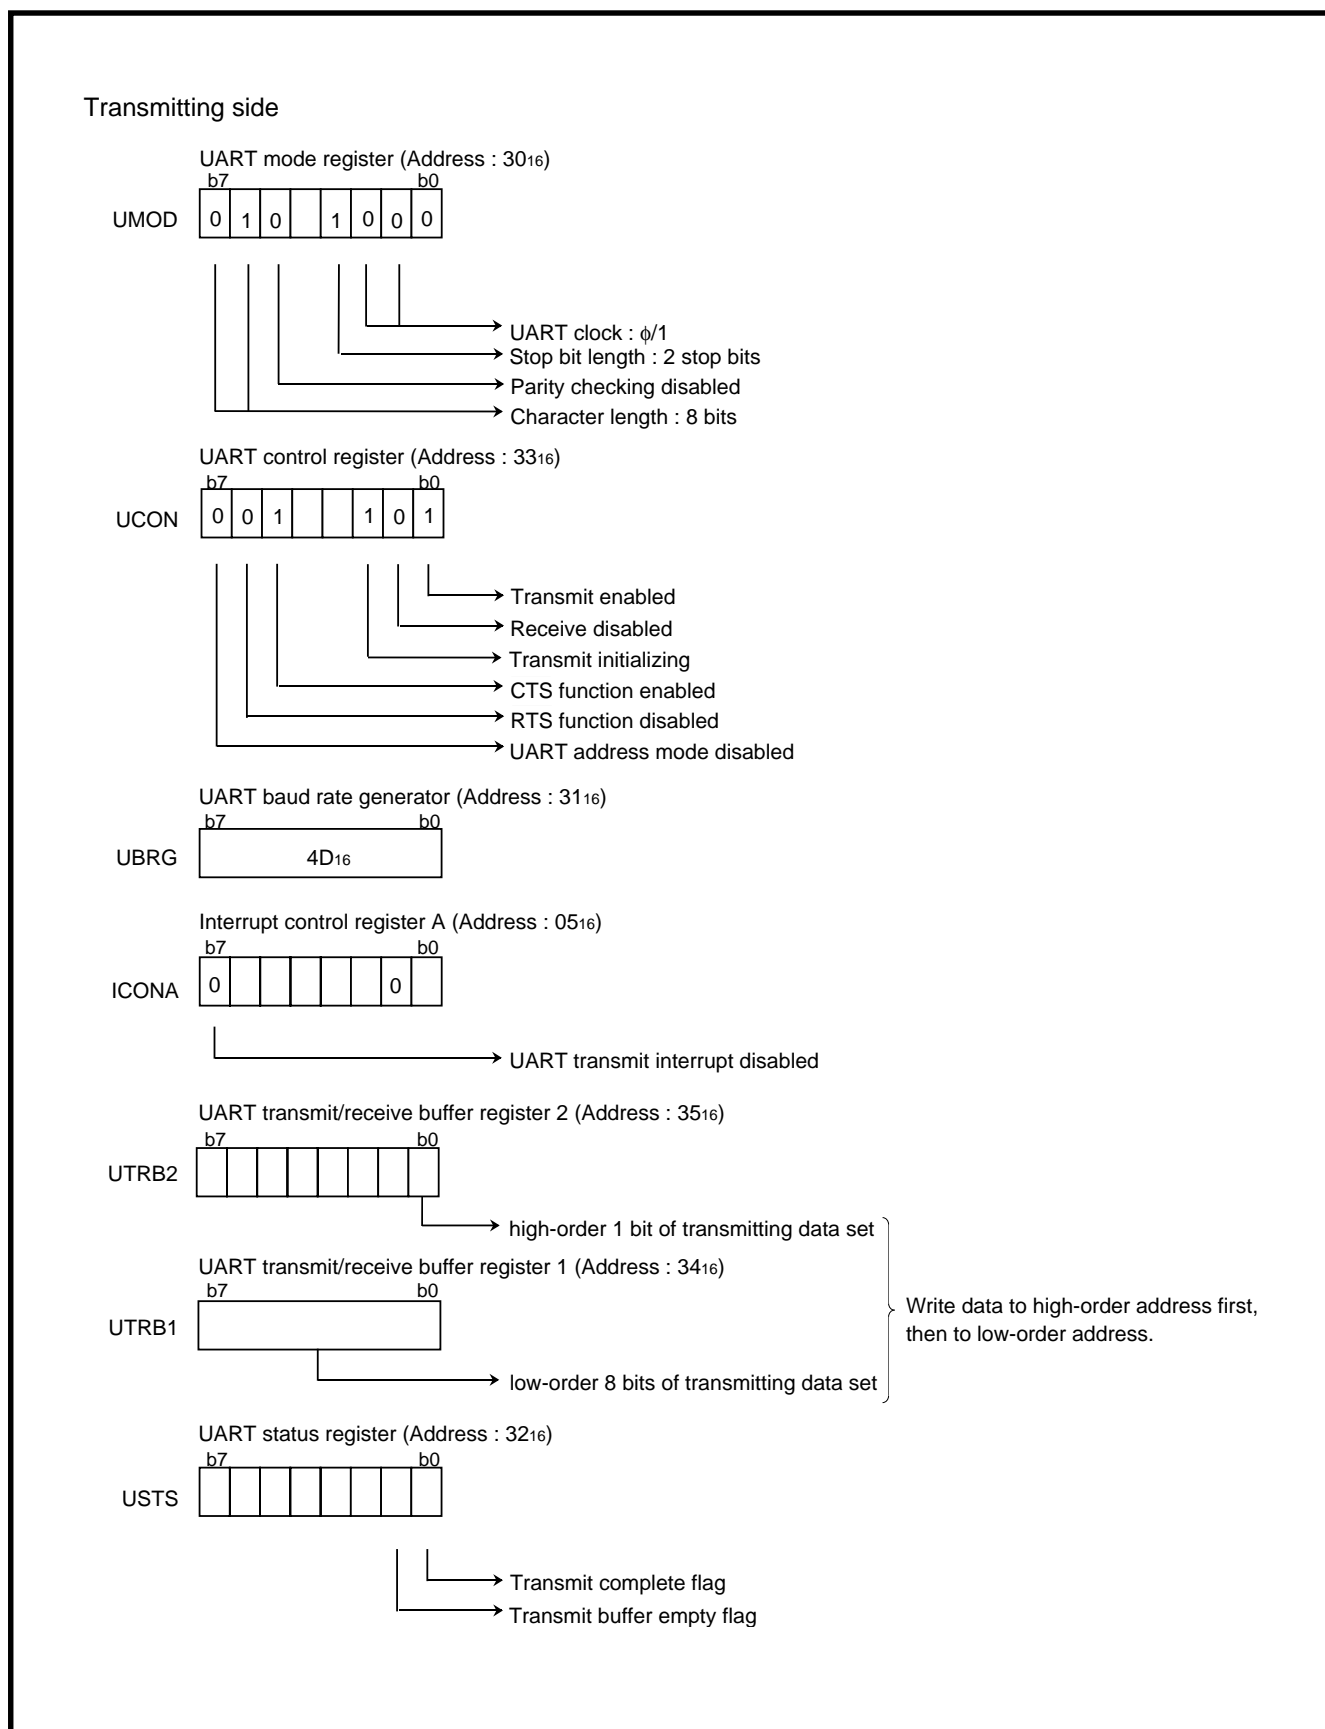 Transmitting side
UART mode register (Address : 3016)
b7 b0
UMOD 0 1 0 1 0 0 0
UART clock : ϕ/1
Stop bit length : 2 stop bits
Parity checking disabled
Character length : 8 bits
UART control register (Address : 3316)
b7 b0
UCON 0 0 1 1 0 1
Transmit enabled
Receive disabled
Transmit initializing
CTS function enabled
RTS function disabled
UART address mode disabled
UART baud rate generator (Address : 3116)
b7 b0
UBRG 4D16
Interrupt control register A (Address : 0516)
b7 b0
ICONA 0 0
UART transmit interrupt disabled
UART transmit/receive buffer register 2 (Address : 3516)
b7 b0
UTRB2
high-order 1 bit of transmitting data set
UART transmit/receive buffer register 1 (Address : 3416)
b7 b0
Write data to high-order address first,
UTRB1
then to low-order address.
low-order 8 bits of transmitting data set
UART status register (Address : 3216)
b7 b0
USTS
Transmit complete flag
Transmit buffer empty flag